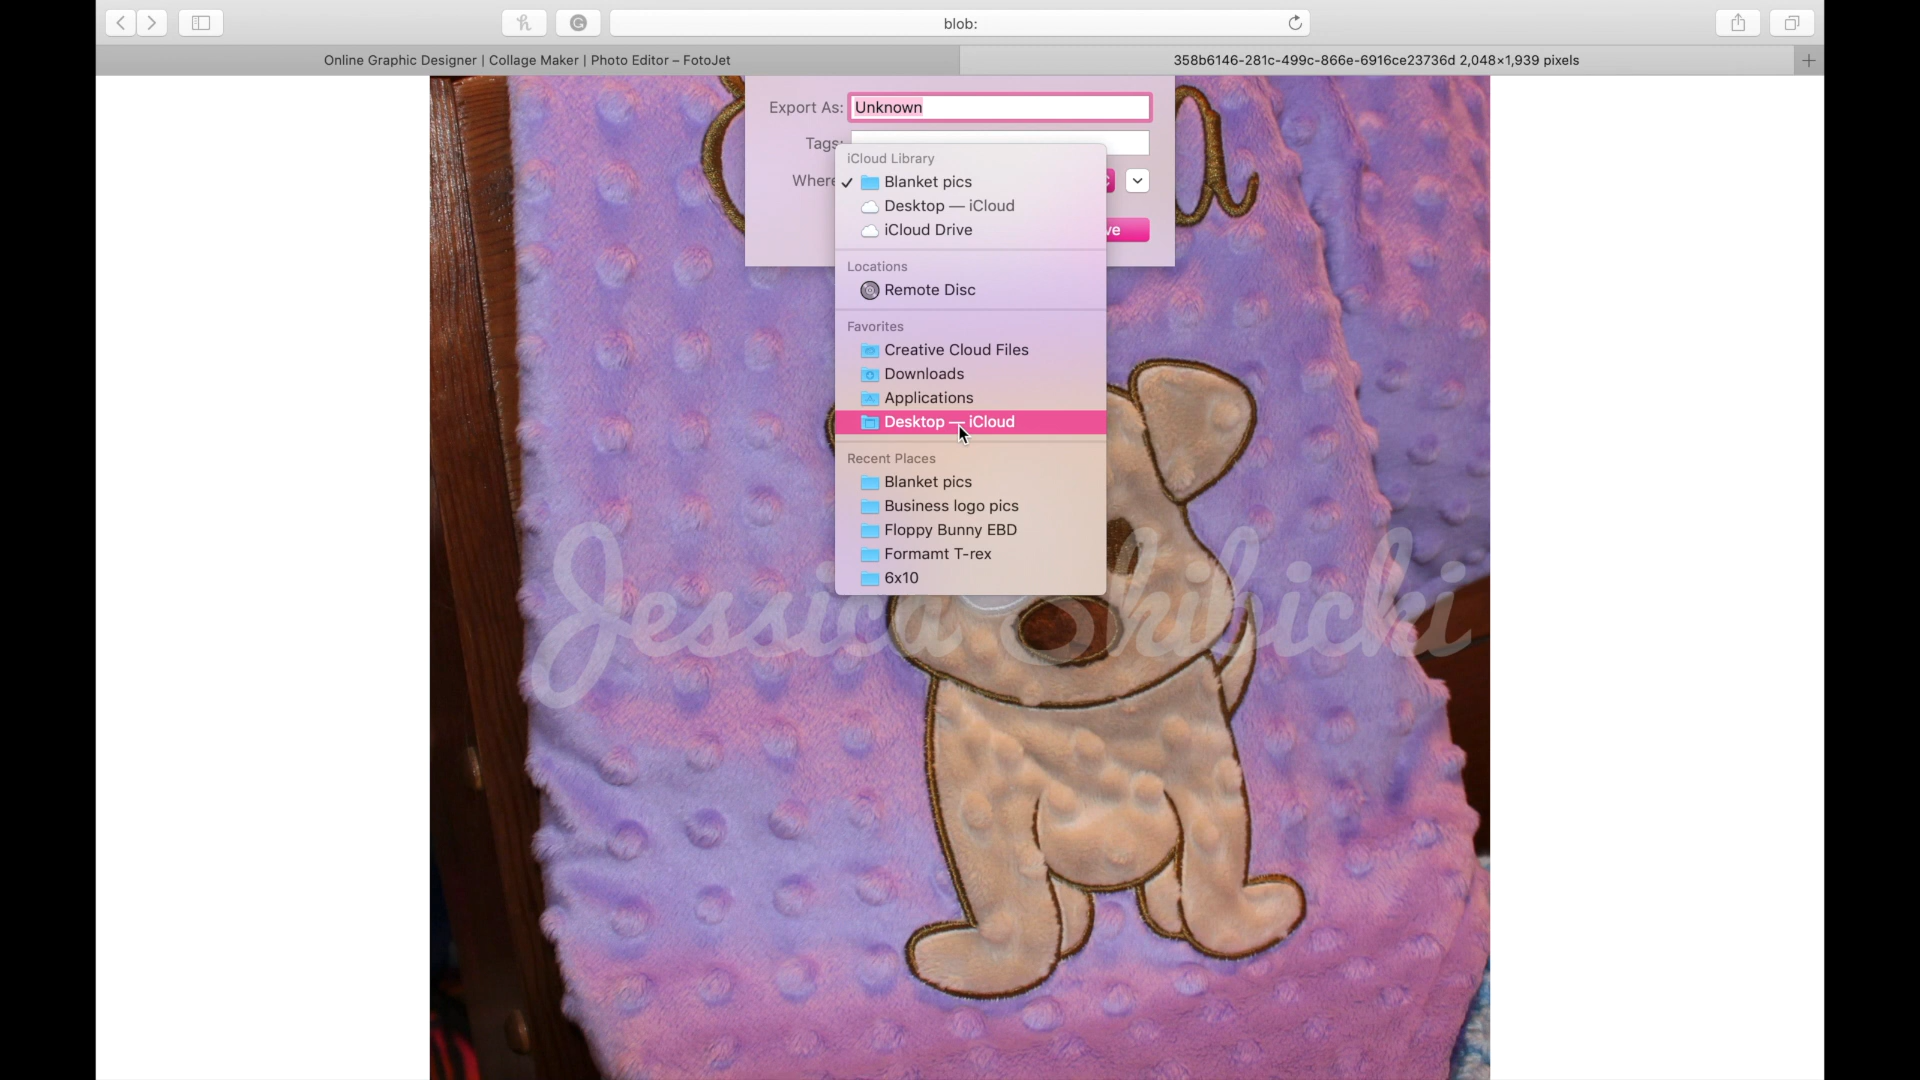 blob:
Online Graphic Designer | Collage Maker | Photo Editor – FotoJet
358b6146-281c-499c-866e-6916ce23736d 2,048×1,939 pixels
Export As: Unknown
Tags:
Where
iCloud Library
✓ Blanket pics
Desktop — iCloud
iCloud Drive
ve
Locations
Remote Disc
Favorites
Creative Cloud Files
Downloads
Applications
Desktop — iCloud
Recent Places
Blanket pics
Business logo pics
Floppy Bunny EBD
Formamt T-rex
6x10
Jessica Shibicki